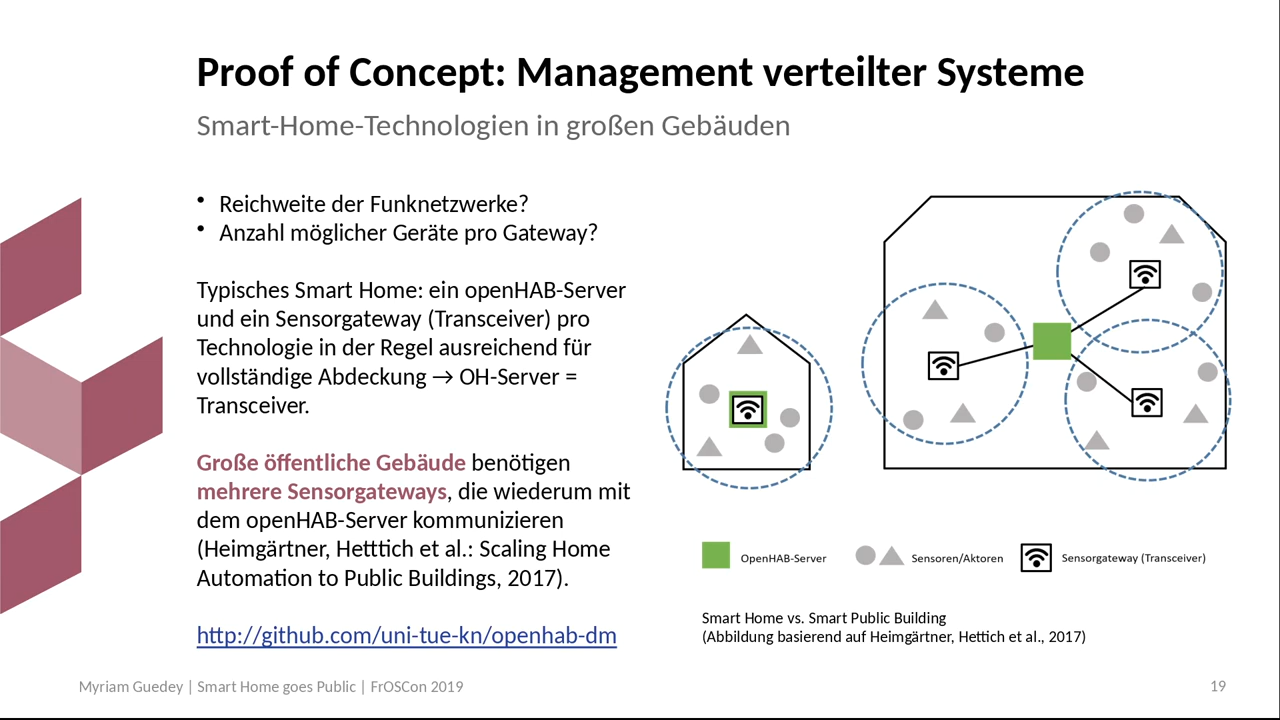 Proof of Concept: Management verteilter Systeme
Smart-Home-Technologien in großen Gebäuden
• Reichweite der Funknetzwerke?
• Anzahl möglicher Geräte pro Gateway?
Typisches Smart Home: ein openHAB-Server
und ein Sensorgateway (Transceiver) pro
Technologie in der Regel ausreichend für
vollständige Abdeckung → OH-Server =
Transceiver.
Große öffentliche Gebäude benötigen
mehrere Sensorgateways, die wiederum mit
dem openHAB-Server kommunizieren
(Heimgärtner, Hetttich et al.: Scaling Home
Automation to Public Buildings, 2017).
http://github.com/uni-tue-kn/openhab-dm
OpenHAB-Server
Sensoren/Aktoren
Sensorgateway (Transceiver)
Smart Home vs. Smart Public Building
(Abbildung basierend auf Heimgärtner, Hettich et al., 2017)
Myriam Guedey | Smart Home goes Public | FrOSCon 2019
19